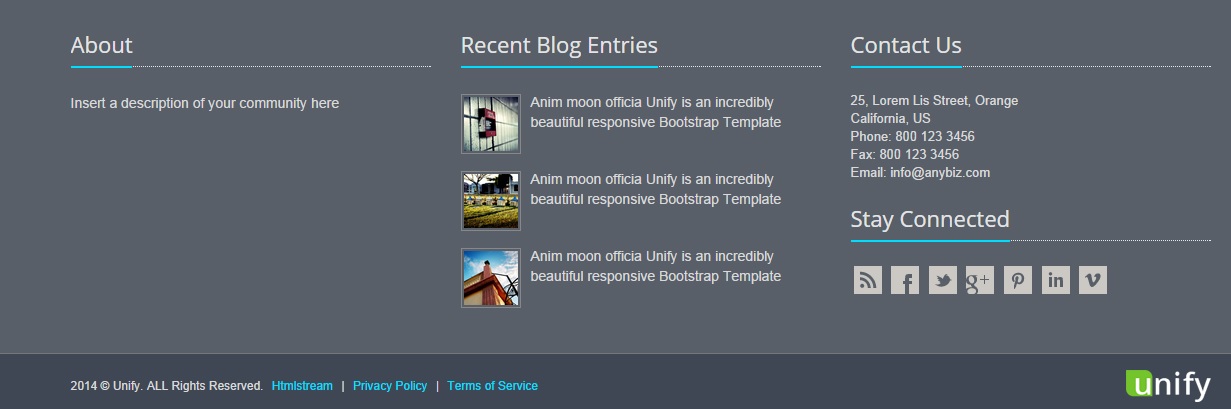 About
Insert a description of your community here
Recent Blog Entries
Anim moon officia Unify is an incredibly
beautiful responsive Bootstrap Template
Anim moon officia Unify is an incredibly
beautiful responsive Bootstrap Template
Anim moon officia Unify is an incredibly
beautiful responsive Bootstrap Template
Contact Us
25, Lorem Lis Street, Orange
California, US
Phone: 800 123 3456
Fax: 800 123 3456
Email: info@anybiz.com
Stay Connected
2014 © Unify. ALL Rights Reserved. Htmlstream | Privacy Policy | Terms of Service
unify